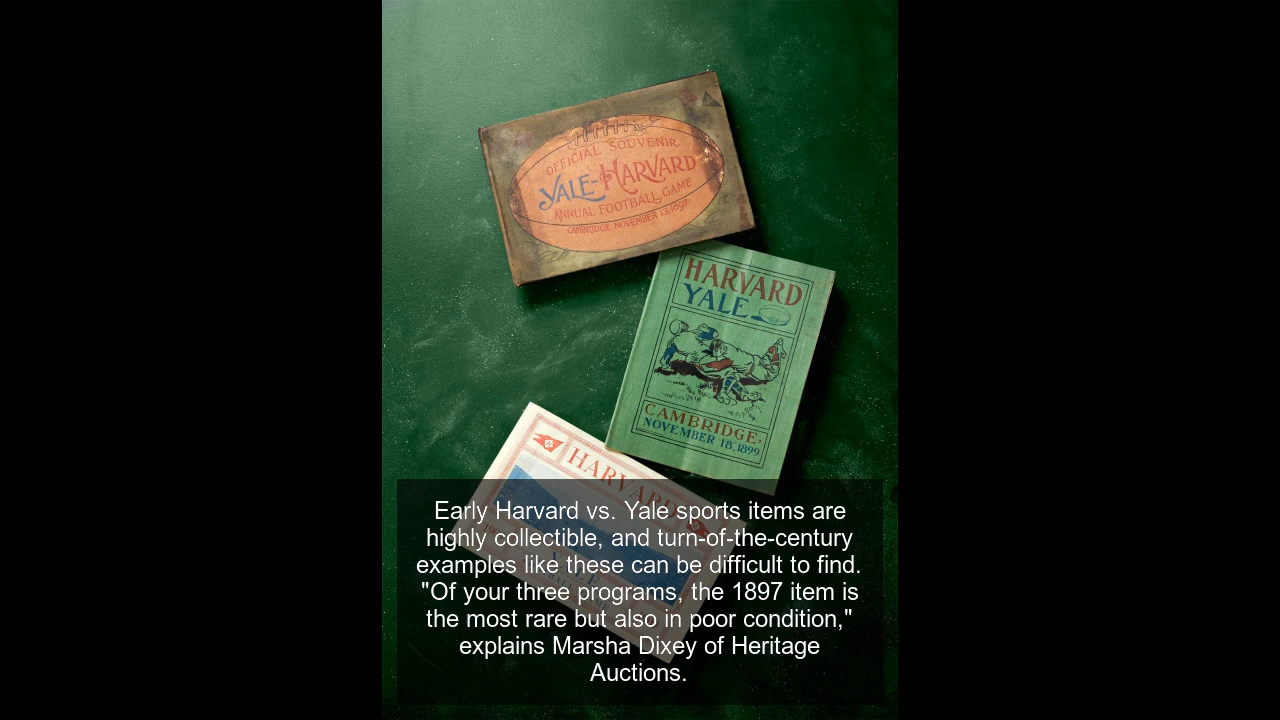 OFFICIAL SOUVENIR
YALE-HARVARD
ANNUAL FOOTBALL GAME
CAMBRIDGE NOVEMBER 13, 1897
HARVARD
YALE
CAMBRIDGE,
NOVEMBER 18, 1899
HARVARD
YALE
Early Harvard vs. Yale sports items are
highly collectible, and turn-of-the-century
examples like these can be difficult to find.
"Of your three programs, the 1897 item is
the most rare but also in poor condition,"
explains Marsha Dixey of Heritage
Auctions.